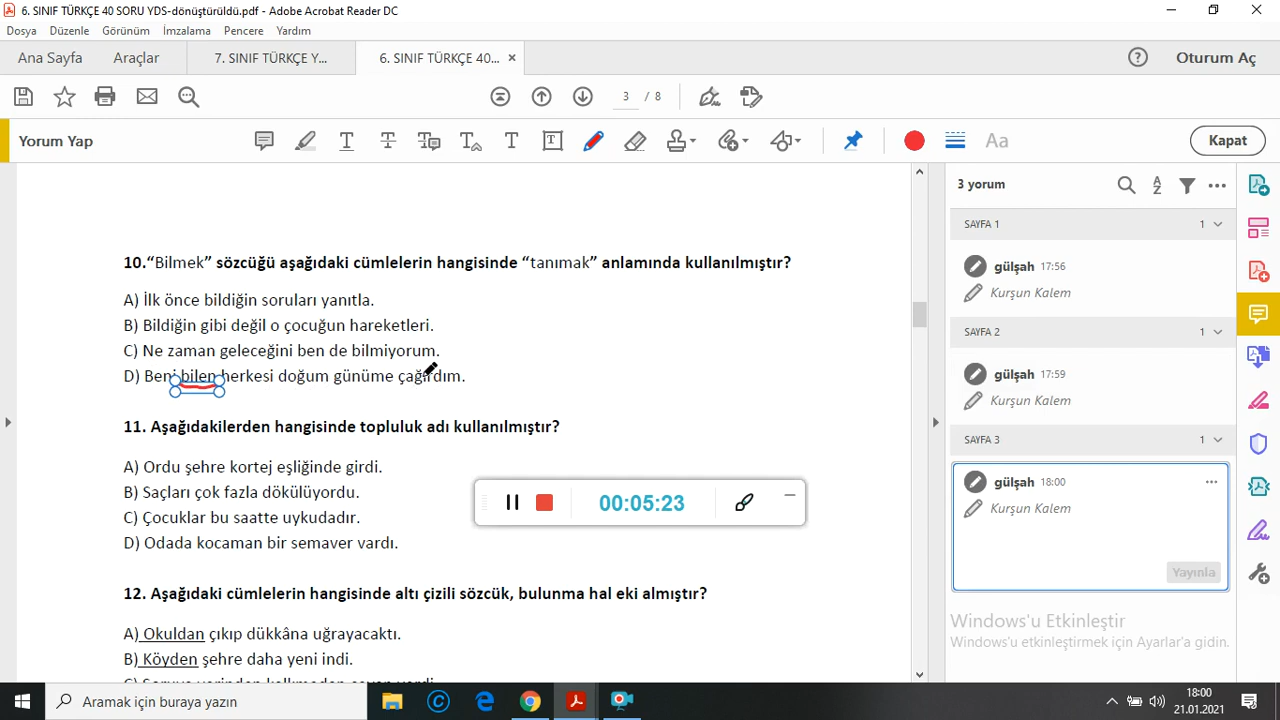 6. SINIF TÜRKÇE 40 SORU YDS-dönüştürüldü.pdf - Adobe Acrobat Reader DC
Dosya Düzenle Görünüm İmzalama Pencere Yardım
Ana Sayfa Araçlar 7. SINIF TÜRKÇE Y... 6. SINIF TÜRKÇE 40... Oturum Aç
3 / 8
Yorum Yap Aa Kapat
3 yorum
SAYFA 1 1
gülşah 17:56
Kurşun Kalem
SAYFA 2 1
gülşah 17:59
Kurşun Kalem
SAYFA 3 1
gülşah 18:00
Kurşun Kalem
Yayınla
10.“Bilmek” sözcüğü aşağıdaki cümlelerin hangisinde “tanımak” anlamında kullanılmıştır?
A) İlk önce bildiğin soruları yanıtla.
B) Bildiğin gibi değil o çocuğun hareketleri.
C) Ne zaman geleceğini ben de bilmiyorum.
D) Beni bilen herkesi doğum günüme çağırdım.
11. Aşağıdakilerden hangisinde topluluk adı kullanılmıştır?
A) Ordu şehre kortej eşliğinde girdi.
B) Saçları çok fazla dökülüyordu.
C) Çocuklar bu saatte uykudadır.
D) Odada kocaman bir semaver vardı.
00:05:23
12. Aşağıdaki cümlelerin hangisinde altı çizili sözcük, bulunma hal eki almıştır?
A) Okuldan çıkıp dükkâna uğrayacaktı.
B) Köyden şehre daha yeni indi.
Windows'u Etkinleştir
Windows'u etkinleştirmek için Ayarlar'a gidin.
Aramak için buraya yazın
18:00
21.01.2021